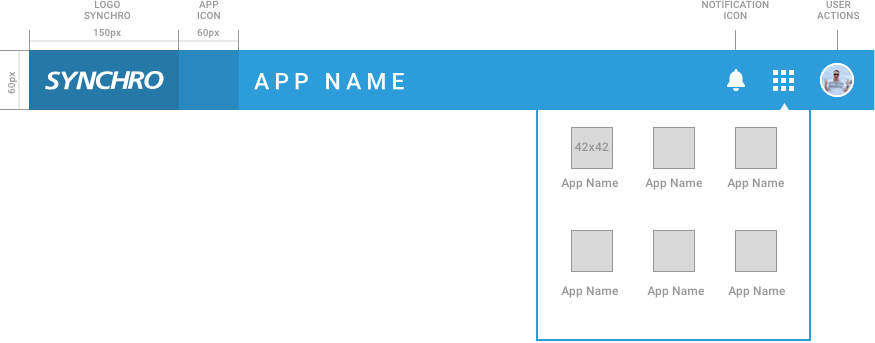 LOGO
SYNCHRO
APP
ICON
NOTIFICATION
ICON
USER
ACTIONS
150px
60px
60px
SYNCHRO
APP NAME
42x42
App Name
App Name
App Name
App Name
App Name
App Name